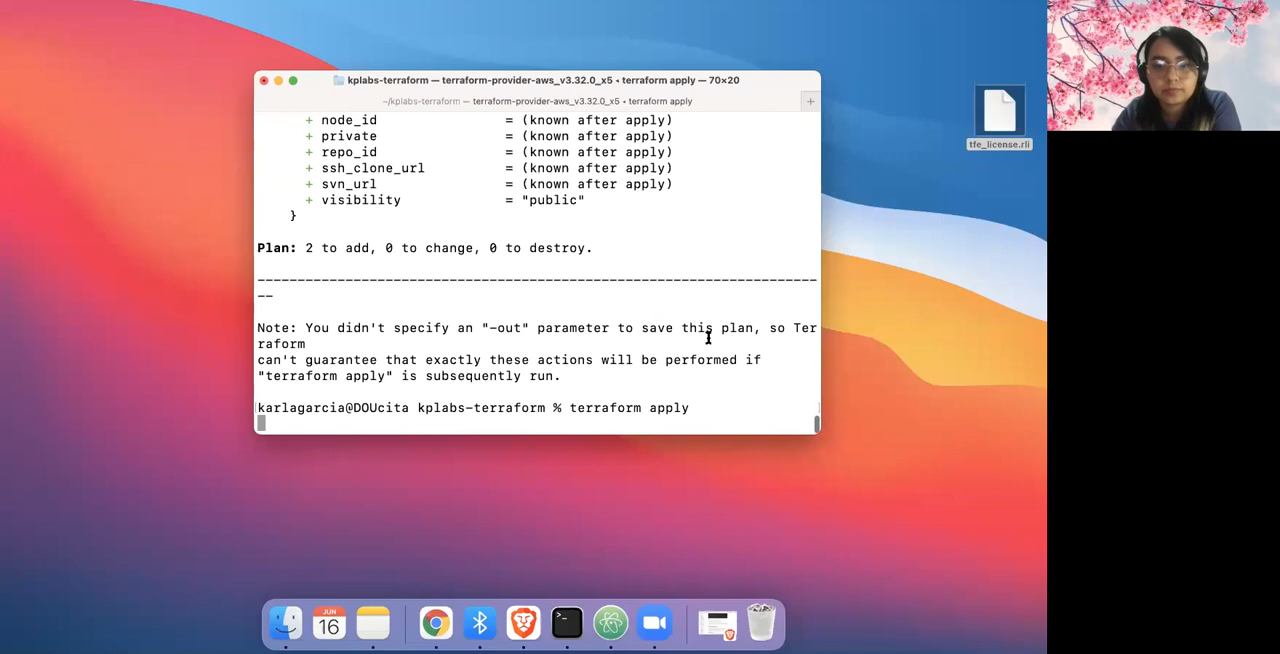 kplabs-terraform — terraform-provider-aws_v3.32.0_x5 • terraform apply — 70×20
~/kplabs-terraform — terraform-provider-aws_v3.32.0_x5 • terraform apply
+ node_id = (known after apply)
+ private = (known after apply)
+ repo_id = (known after apply)
+ ssh_clone_url = (known after apply)
+ svn_url = (known after apply)
+ visibility = "public"
}
Plan: 2 to add, 0 to change, 0 to destroy.
----------------------------------------------------------------------
--
Note: You didn't specify an "-out" parameter to save this plan, so Ter
raform
can't guarantee that exactly these actions will be performed if
"terraform apply" is subsequently run.
[karlagarcia@DOUcita kplabs-terraform % terraform apply ]
tfe_license.rli
JUN
16
>_